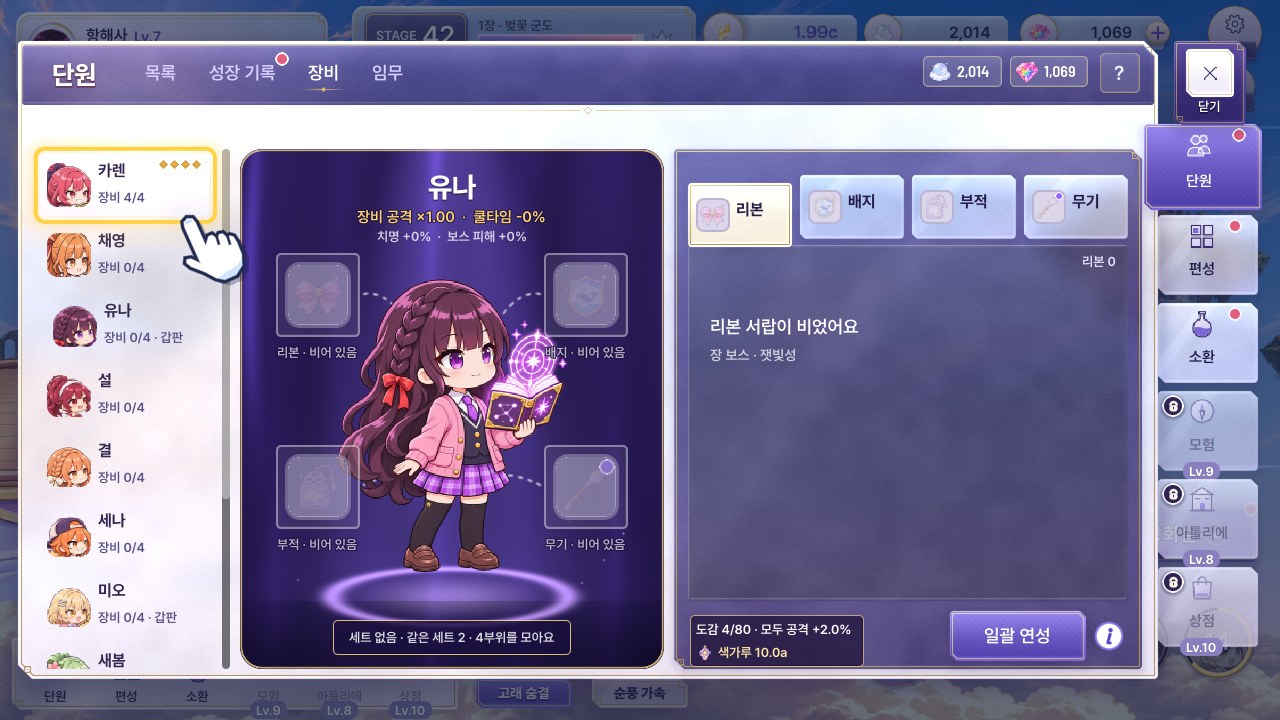 항해사 Lv.7
STAGE 42
1장 · 벚꽃 군도
1.99c
2,014
1,069
단원
목록
성장 기록
장비
임무
2,014
1,069
?
닫기
카렌
장비 4/4
채영
장비 0/4
유나
장비 0/4 · 갑판
설
장비 0/4
결
장비 0/4
세나
장비 0/4
미오
장비 0/4 · 갑판
새봄
유나
장비 공격 ×1.00 · 쿨타임 -0%
치명 +0% · 보스 피해 +0%
리본 · 비어 있음
배지 · 비어 있음
부적 · 비어 있음
무기 · 비어 있음
세트 없음 · 같은 세트 2 · 4부위를 모아요
리본
배지
부적
무기
리본 0
리본 서랍이 비었어요
장 보스 · 잿빛성
도감 4/80 · 모두 공격 +2.0%
색가루 10.0a
일괄 연성
i
단원
편성
소환
모험
Lv.9
아틀리에
Lv.8
상점
Lv.10
단원
편성
소환
모험
Lv.9
아틀리에
Lv.8
상점
Lv.10
고래 숨결
순풍 가속